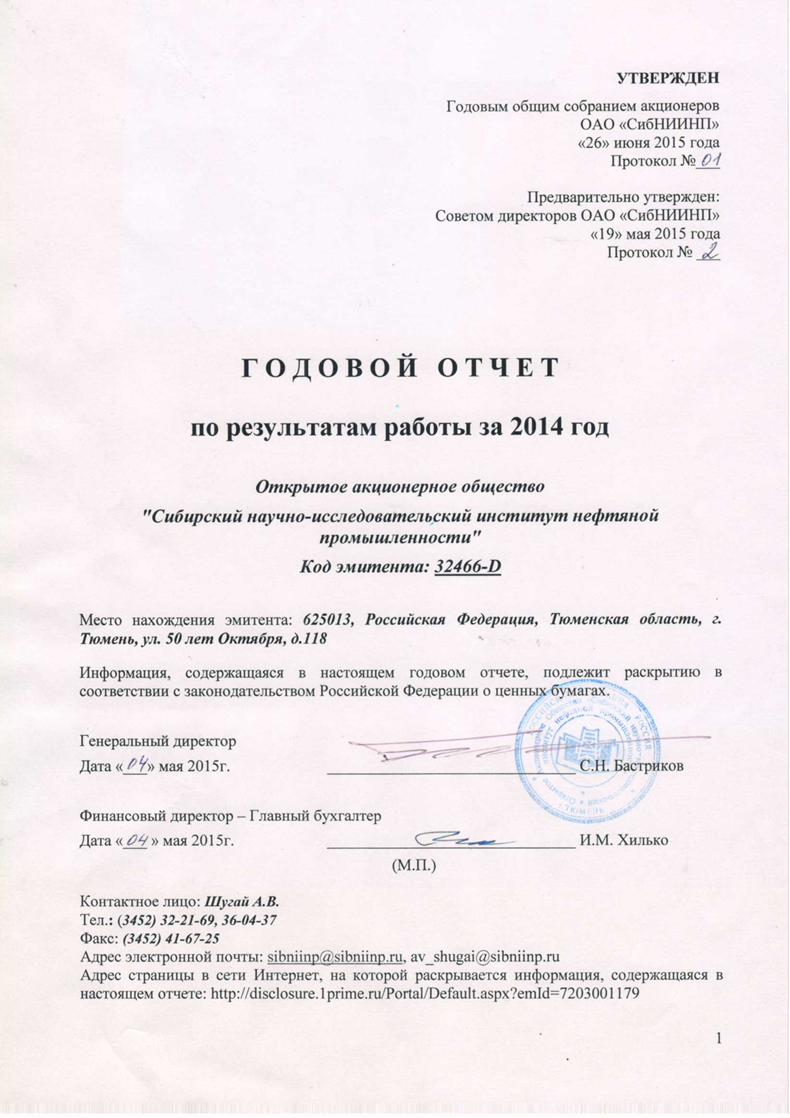 УТВЕРЖДЕН
Годовым общим собранием акционеров
ОАО «СибНИИНП»
«26» июня 2015 года
Протокол № 01
Предварительно утвержден:
Советом директоров ОАО «СибНИИНП»
«19» мая 2015 года
Протокол № 2
ГОДОВОЙ ОТЧЕТ
по результатам работы за 2014 год
Открытое акционерное общество
"Сибирский научно-исследовательский институт нефтяной
промышленности"
Код эмитента: 32466-D
Место нахождения эмитента: 625013, Российская Федерация, Тюменская область, г.
Тюмень, ул. 50 лет Октября, д.118
Информация, содержащаяся в настоящем годовом отчете, подлежит раскрытию в
соответствии с законодательством Российской Федерации о ценных бумагах.
Генеральный директор
Дата «04» мая 2015г. С.Н. Бастриков
Финансовый директор – Главный бухгалтер
Дата «04 » мая 2015г. И.М. Хилько
(М.П.)
Контактное лицо: Шугай А.В.
Тел.: (3452) 32-21-69, 36-04-37
Факс: (3452) 41-67-25
Адрес электронной почты: sibniinp@sibniinp.ru, av_shugai@sibniinp.ru
Адрес страницы в сети Интернет, на которой раскрывается информация, содержащаяся в
настоящем отчете: http://disclosure.1prime.ru/Portal/Default.aspx?emId=7203001179
1